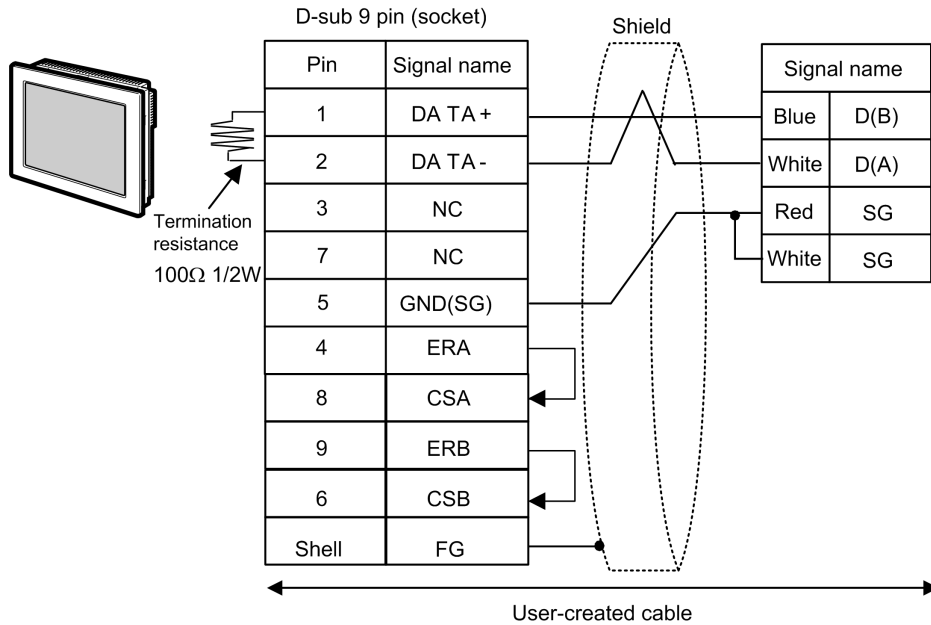 D-sub 9 pin (socket)
Shield
Pin Signal name
Signal name
1 DA TA +
Blue D(B)
2 DA TA -
White D(A)
3 NC
Red SG
7 NC
White SG
Termination
resistance
100Ω 1/2W
5 GND(SG)
4 ERA
8 CSA
9 ERB
6 CSB
Shell FG
User-created cable